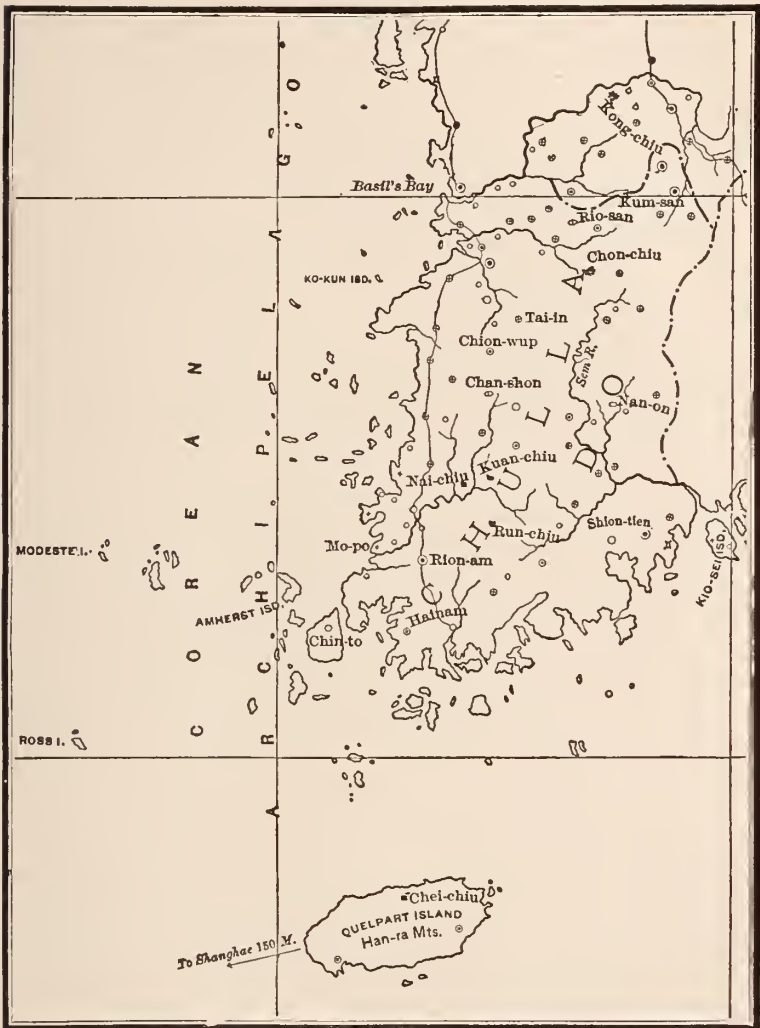 Kong-chiu
Basil's Bay
Kum-san
Rio-san
Chon-chiu
KO-KUN ISD.
Tai-in
Chion-wup
Sem R.
Chan-shon
Nan-on
Kuan-chiu
Nai-chiu
CHULLADO
Run-chiu
Shion-tien
Mo-po
Rion-am
MODESTE I.
KIO-SEI ISD.
AMHERST ISD.
Hainam
Chin-to
COREAN
ARCHIPELAGO
ROSS I.
Chei-chiu
QUELPART ISLAND
Han-ra Mts.
To Shanghae 150 M.